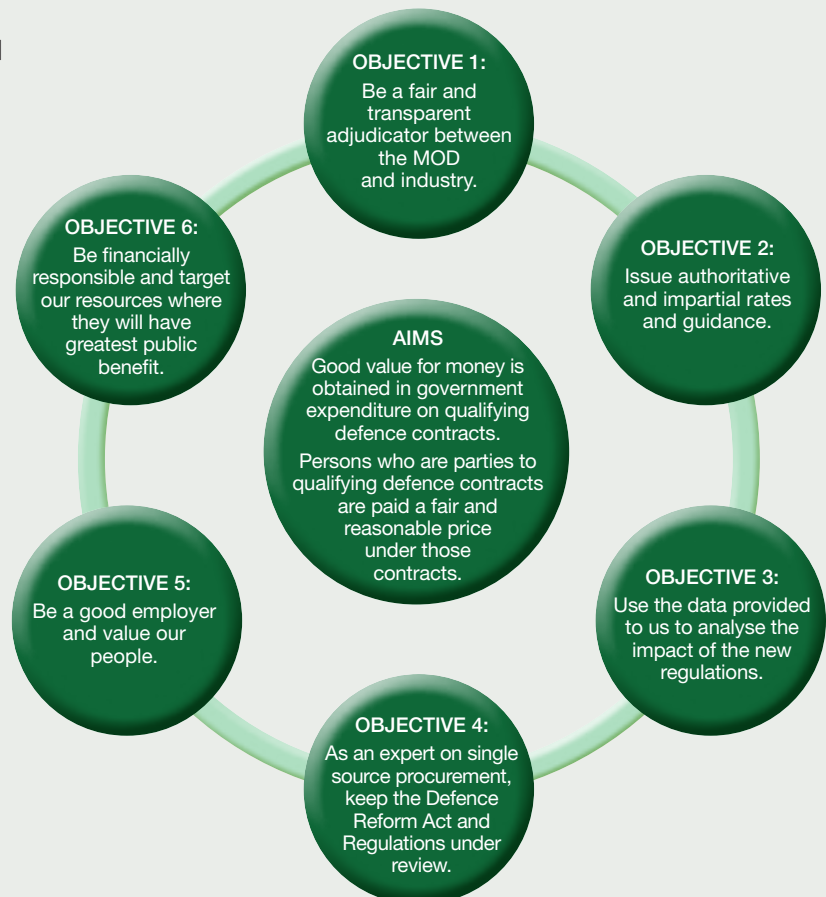 OBJECTIVE 1:
Be a fair and
transparent
adjudicator between
the MOD
and industry.
OBJECTIVE 2:
Issue authoritative
and impartial rates
and guidance.
OBJECTIVE 3:
Use the data provided
to us to analyse the
impact of the new
regulations.
OBJECTIVE 4:
As an expert on single
source procurement,
keep the Defence
Reform Act and
Regulations under
review.
OBJECTIVE 5:
Be a good employer
and value our
people.
OBJECTIVE 6:
Be financially
responsible and target
our resources where
they will have
greatest public
benefit.
AIMS
Good value for money is
obtained in government
expenditure on qualifying
defence contracts.
Persons who are parties to
qualifying defence contracts
are paid a fair and
reasonable price
under those
contracts.